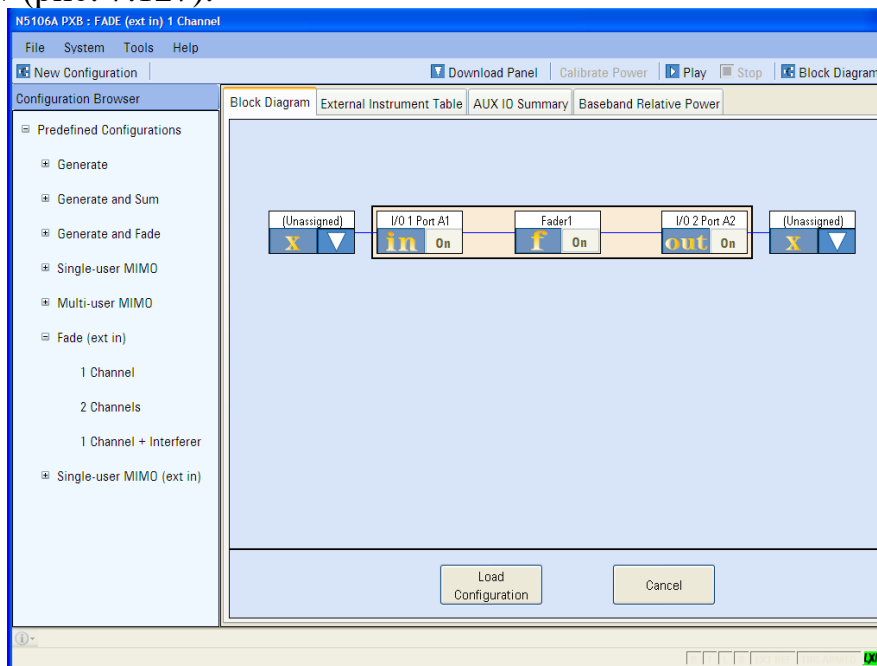 (рис. 7.127).
N5106A PXB : FADE (ext in) 1 Channel
File System Tools Help
New Configuration Download Panel Calibrate Power Play Stop Block Diagram
Configuration Browser
Block Diagram External Instrument Table AUX IO Summary Baseband Relative Power
Predefined Configurations
Generate
Generate and Sum
Generate and Fade
Single-user MIMO
Multi-user MIMO
Fade (ext in)
1 Channel
2 Channels
1 Channel + Interferer
Single-user MIMO (ext in)
(Unassigned) I/O 1 Port A1 Fader1 I/O 2 Port A2 (Unassigned)
X in On f On out On X
Load
Configuration
Cancel